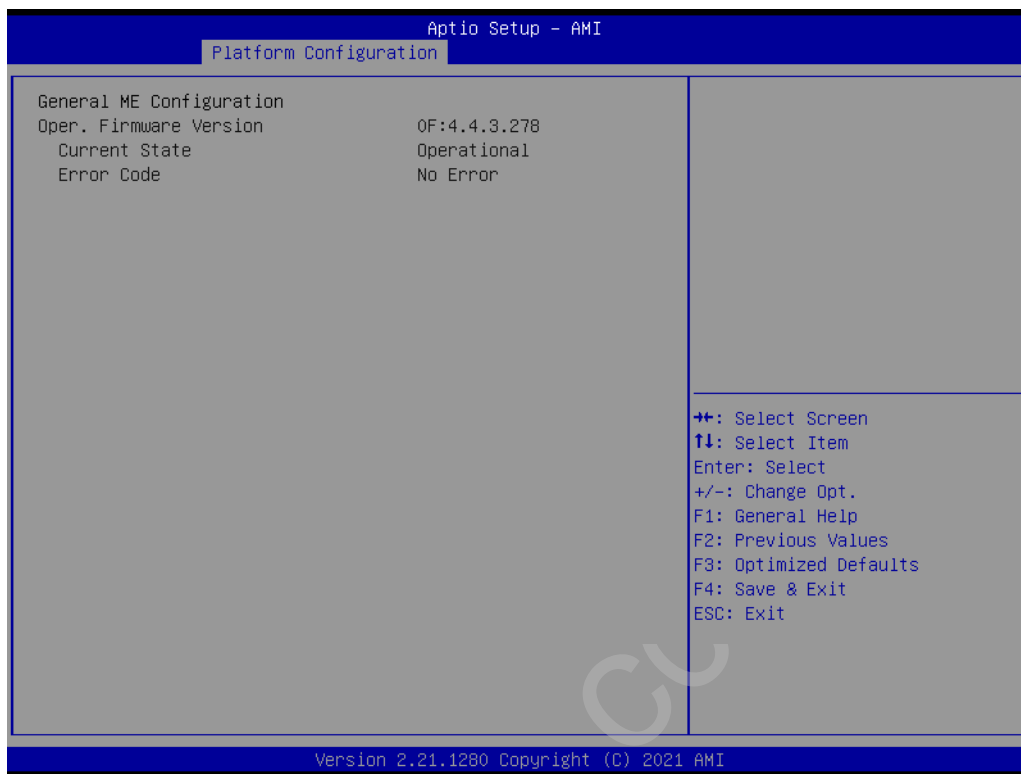 Aptio Setup – AMI
Platform Configuration
General ME Configuration
Oper. Firmware Version 0F:4.4.3.278
Current State Operational
Error Code No Error
→←: Select Screen
↑↓: Select Item
Enter: Select
+/-: Change Opt.
F1: General Help
F2: Previous Values
F3: Optimized Defaults
F4: Save & Exit
ESC: Exit
Version 2.21.1280 Copyright (C) 2021 AMI